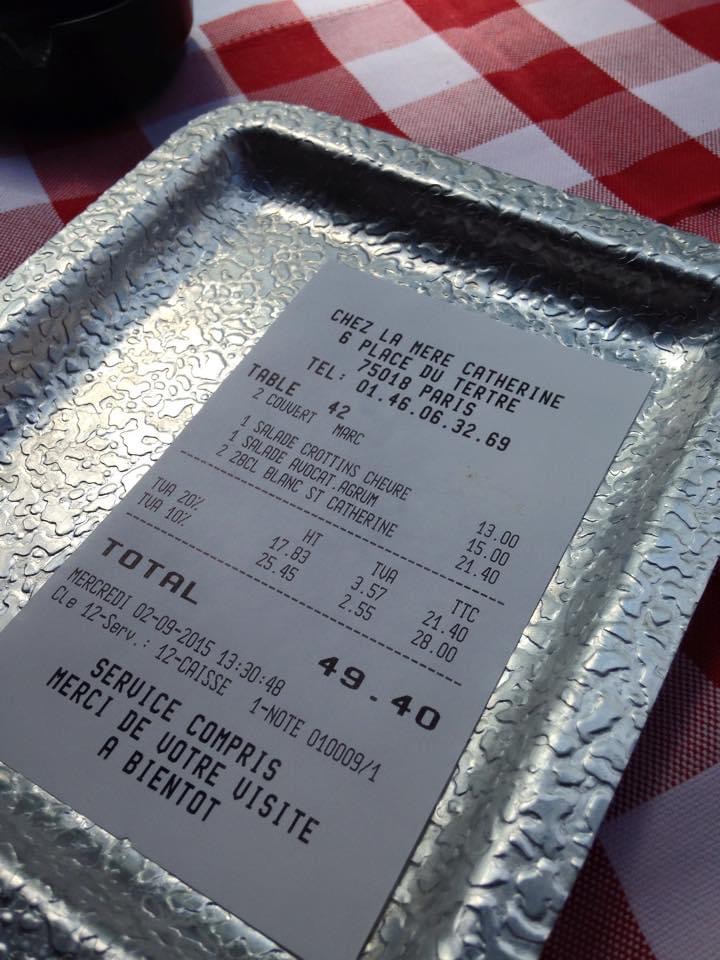 CHEZ LA MERE CATHERINE
6 PLACE DU TERTRE
75018 PARIS
TEL: 01.46.06.32.69
TABLE 42
2 COUVERT MARC
1 SALADE CROTTINS CHEVRE 13.00
1 SALADE AVOCAT.AGRUM 15.00
2 28CL BLANC ST CATHERINE 21.40
HT TVA TTC
TVA 20% 17.83 3.57 21.40
TVA 10% 25.45 2.55 28.00
TOTAL 49.40
MERCREDI 02-09-2015 13:30:48
Cle 12-Serv.: 12-CAISSE 1-NOTE 010009/1
SERVICE COMPRIS
MERCI DE VOTRE VISITE
A BIENTOT